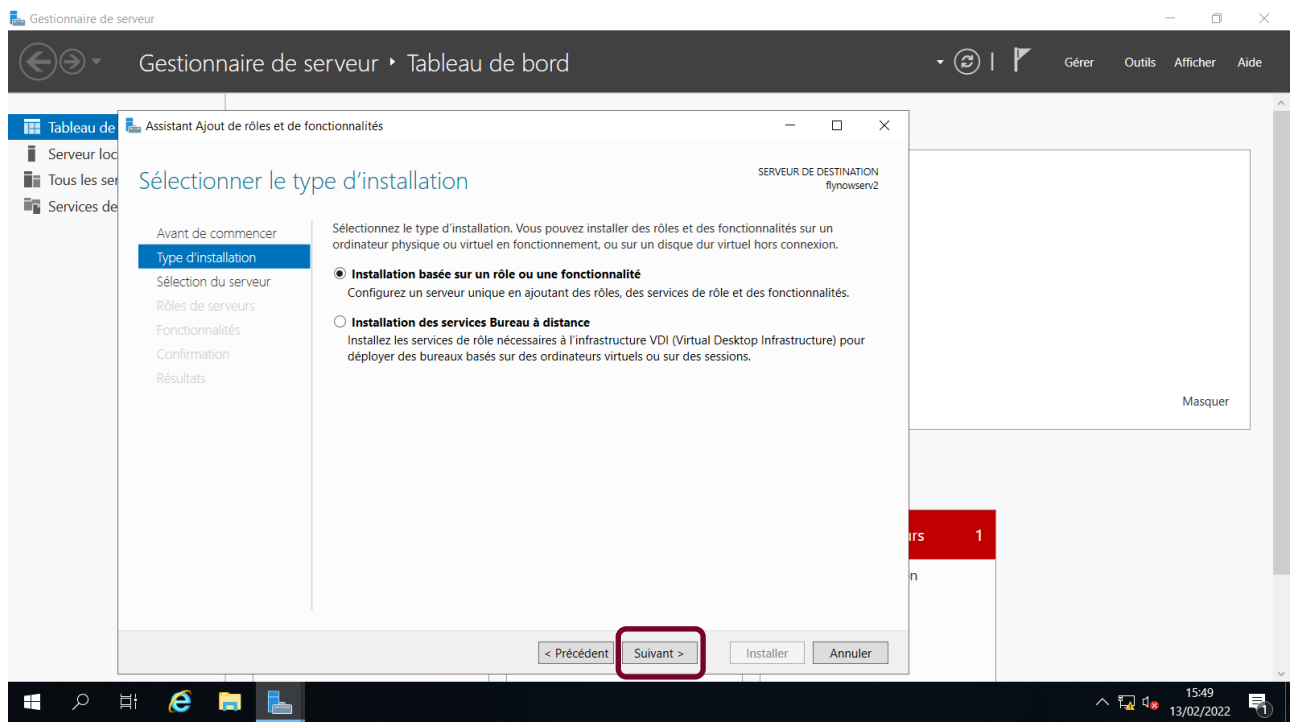 Gestionnaire de serveur
Gestionnaire de serveur ‣ Tableau de bord
Gérer Outils Afficher Aide
Tableau de
Serveur loc
Tous les ser
Services de
Assistant Ajout de rôles et de fonctionnalités
Sélectionner le type d'installation
SERVEUR DE DESTINATION
flynowserv2
Avant de commencer
Type d'installation
Sélection du serveur
Rôles de serveurs
Fonctionnalités
Confirmation
Résultats
Sélectionnez le type d'installation. Vous pouvez installer des rôles et des fonctionnalités sur un
ordinateur physique ou virtuel en fonctionnement, ou sur un disque dur virtuel hors connexion.
Installation basée sur un rôle ou une fonctionnalité
Configurez un serveur unique en ajoutant des rôles, des services de rôle et des fonctionnalités.
Installation des services Bureau à distance
Installez les services de rôle nécessaires à l'infrastructure VDI (Virtual Desktop Infrastructure) pour
déployer des bureaux basés sur des ordinateurs virtuels ou sur des sessions.
Masquer
urs 1
n
< Précédent Suivant > Installer Annuler
15:49
13/02/2022
1